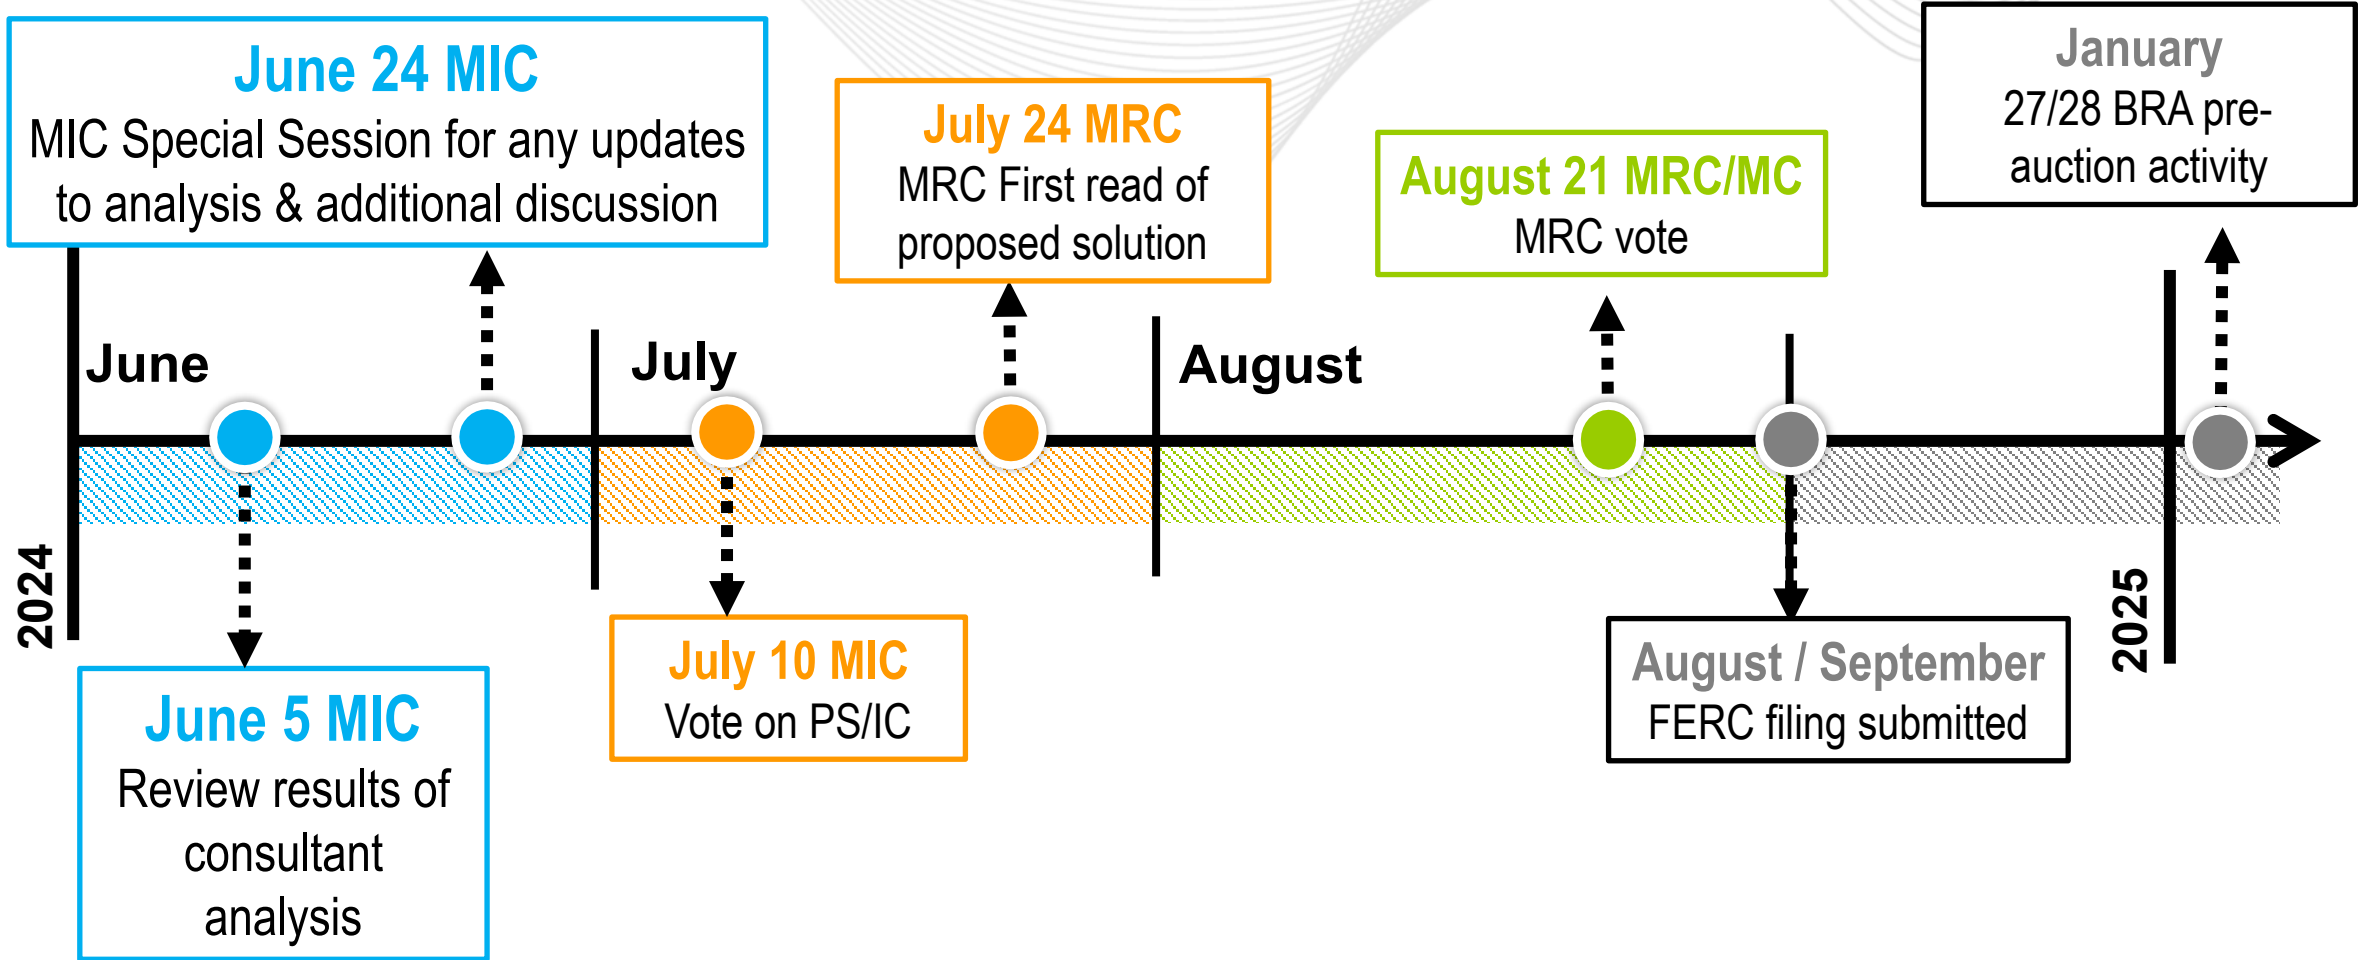 June 24 MIC
MIC Special Session for any updates
to analysis & additional discussion
July 24 MRC
MRC First read of
proposed solution
August 21 MRC/MC
MRC vote
January
27/28 BRA pre-
auction activity
June
July
August
2024
2025
June 5 MIC
Review results of
consultant
analysis
July 10 MIC
Vote on PS/IC
August / September
FERC filing submitted